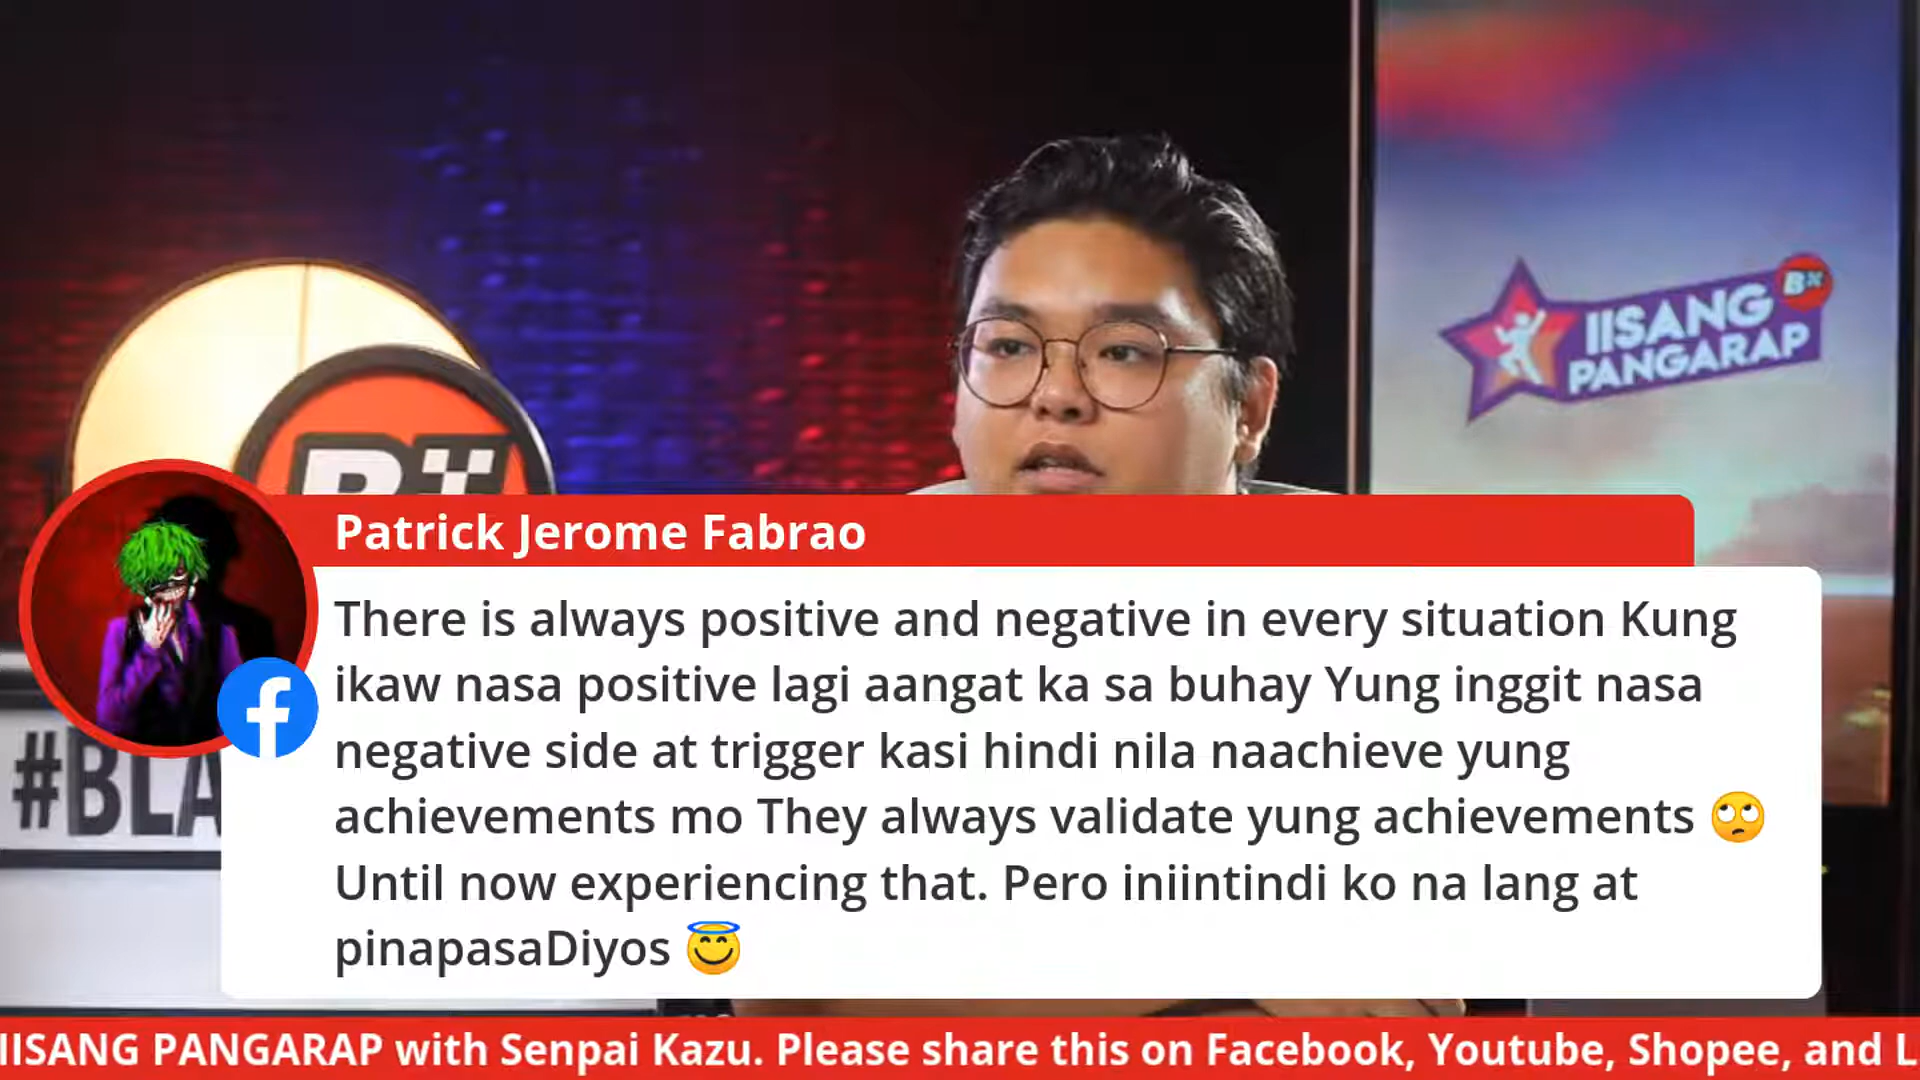 IISANG
PANGARAP
BX
Patrick Jerome Fabrao
There is always positive and negative in every situation Kung
ikaw nasa positive lagi aangat ka sa buhay Yung inggit nasa
negative side at trigger kasi hindi nila naachieve yung
achievements mo They always validate yung achievements 🙄
Until now experiencing that. Pero iniintindi ko na lang at
pinapasaDiyos 😇
#BLA
IISANG PANGARAP with Senpai Kazu. Please share this on Facebook, Youtube, Shopee, and L